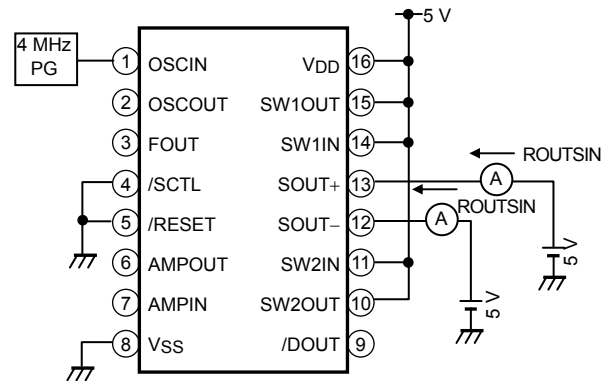 5 V
4 MHz
PG
1 OSCIN VDD 16
2 OSCOUT SW1OUT 15
3 FOUT SW1IN 14
ROUTSIN
4 /SCTL SOUT+ 13 A
ROUTSIN
5 /RESET SOUT− 12 A
6 AMPOUT SW2IN 11
5 V
7 AMPIN SW2OUT 10
5 V
8 VSS /DOUT 9